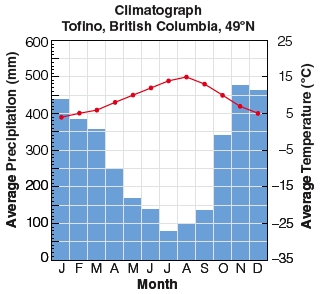 Climatograph
Tofino, British Columbia, 49°N
Average Precipitation (mm)
600
500
400
300
200
100
0
25
15
5
−5
−15
−25
−35
Average Temperature (°C)
J F M A M J J A S O N D
Month